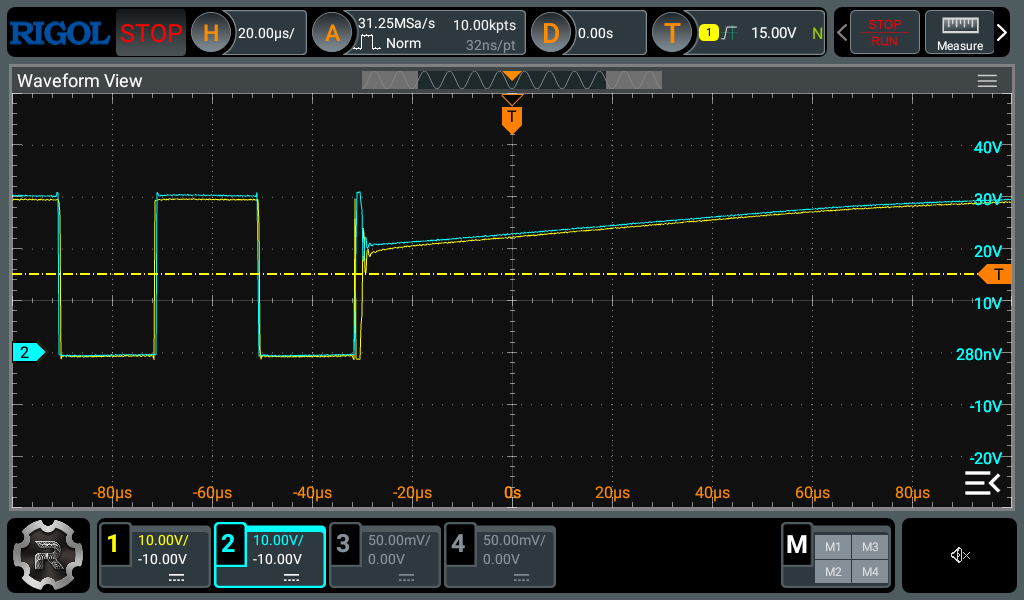 RIGOL STOP H 20.00µs/ A 31.25MSa/s 10.00kpts D 0.00s T 1 15.00V N STOP
Norm 32ns/pt RUN Measure
Waveform View
T
40V
30V
20V
T
10V
2 280nV
-10V
-20V
-80µs -60µs -40µs -20µs 0s 20µs 40µs 60µs 80µs
1 10.00V/ 2 10.00V/ 3 50.00mV/ 4 50.00mV/ M M1 M3
-10.00V -10.00V 0.00V 0.00V M2 M4
R